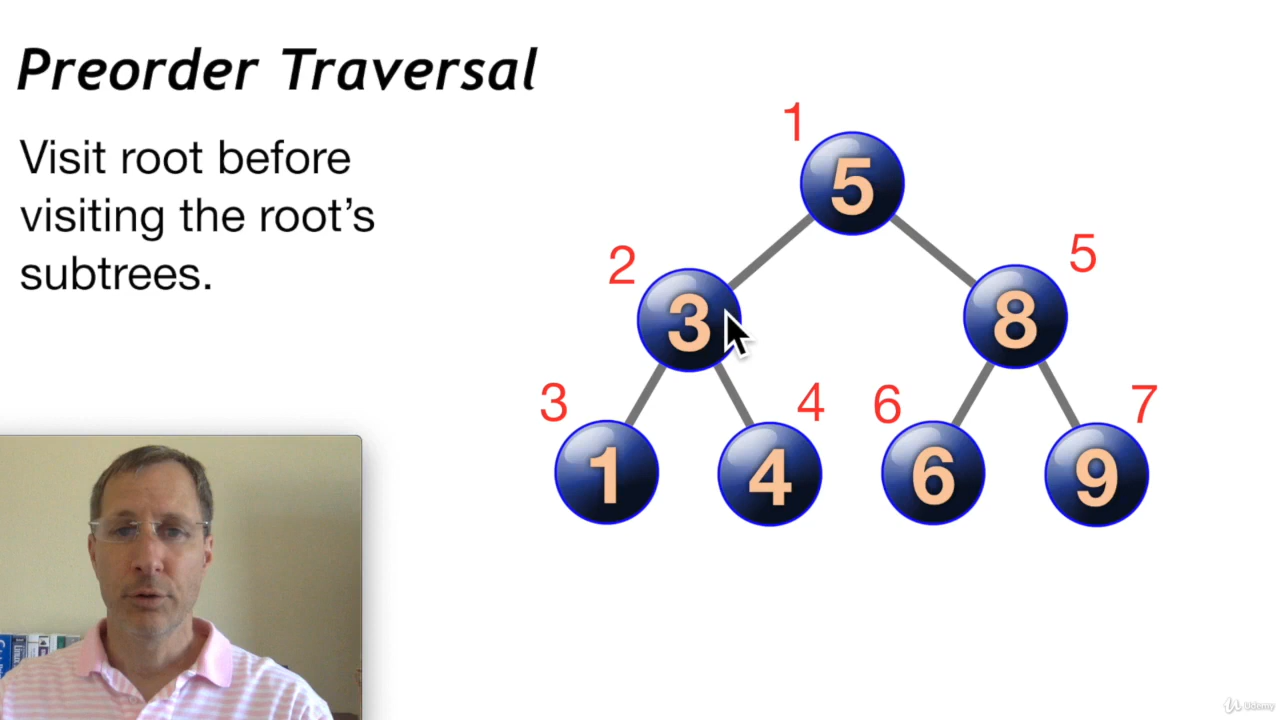 Preorder Traversal
Visit root before
visiting the root's
subtrees.
1
5
2
3
5
8
3
1
4
4
6
6
7
9
Udemy